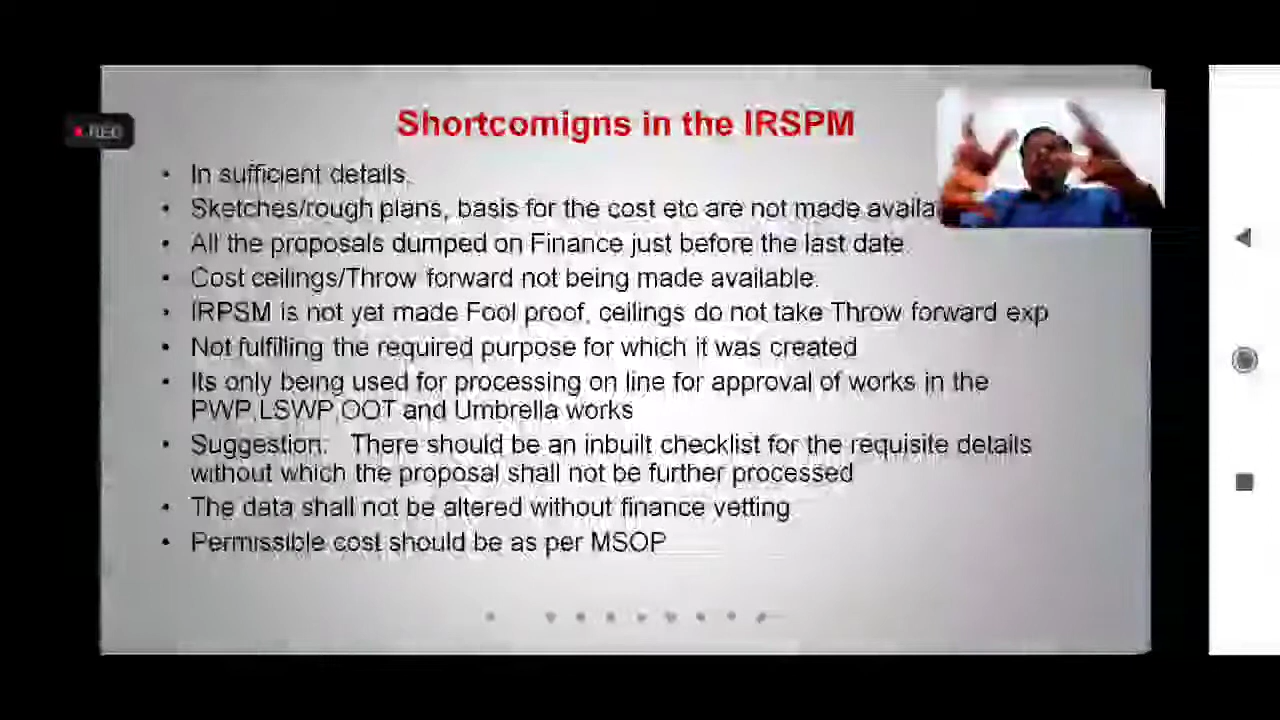 Shortcomigns in the IRSPM
REC
• In sufficient details.
• Sketches/rough plans, basis for the cost etc are not made availa
• All the proposals dumped on Finance just before the last date.
• Cost ceilings/Throw forward not being made available.
• IRPSM is not yet made Fool proof, ceilings do not take Throw forward exp
• Not fulfilling the required purpose for which it was created
• Its only being used for processing on line for approval of works in the
PWP,LSWP,OOT and Umbrella works
• Suggestion: There should be an inbuilt checklist for the requisite details
without which the proposal shall not be further processed
• The data shall not be altered without finance vetting
• Permissible cost should be as per MSOP